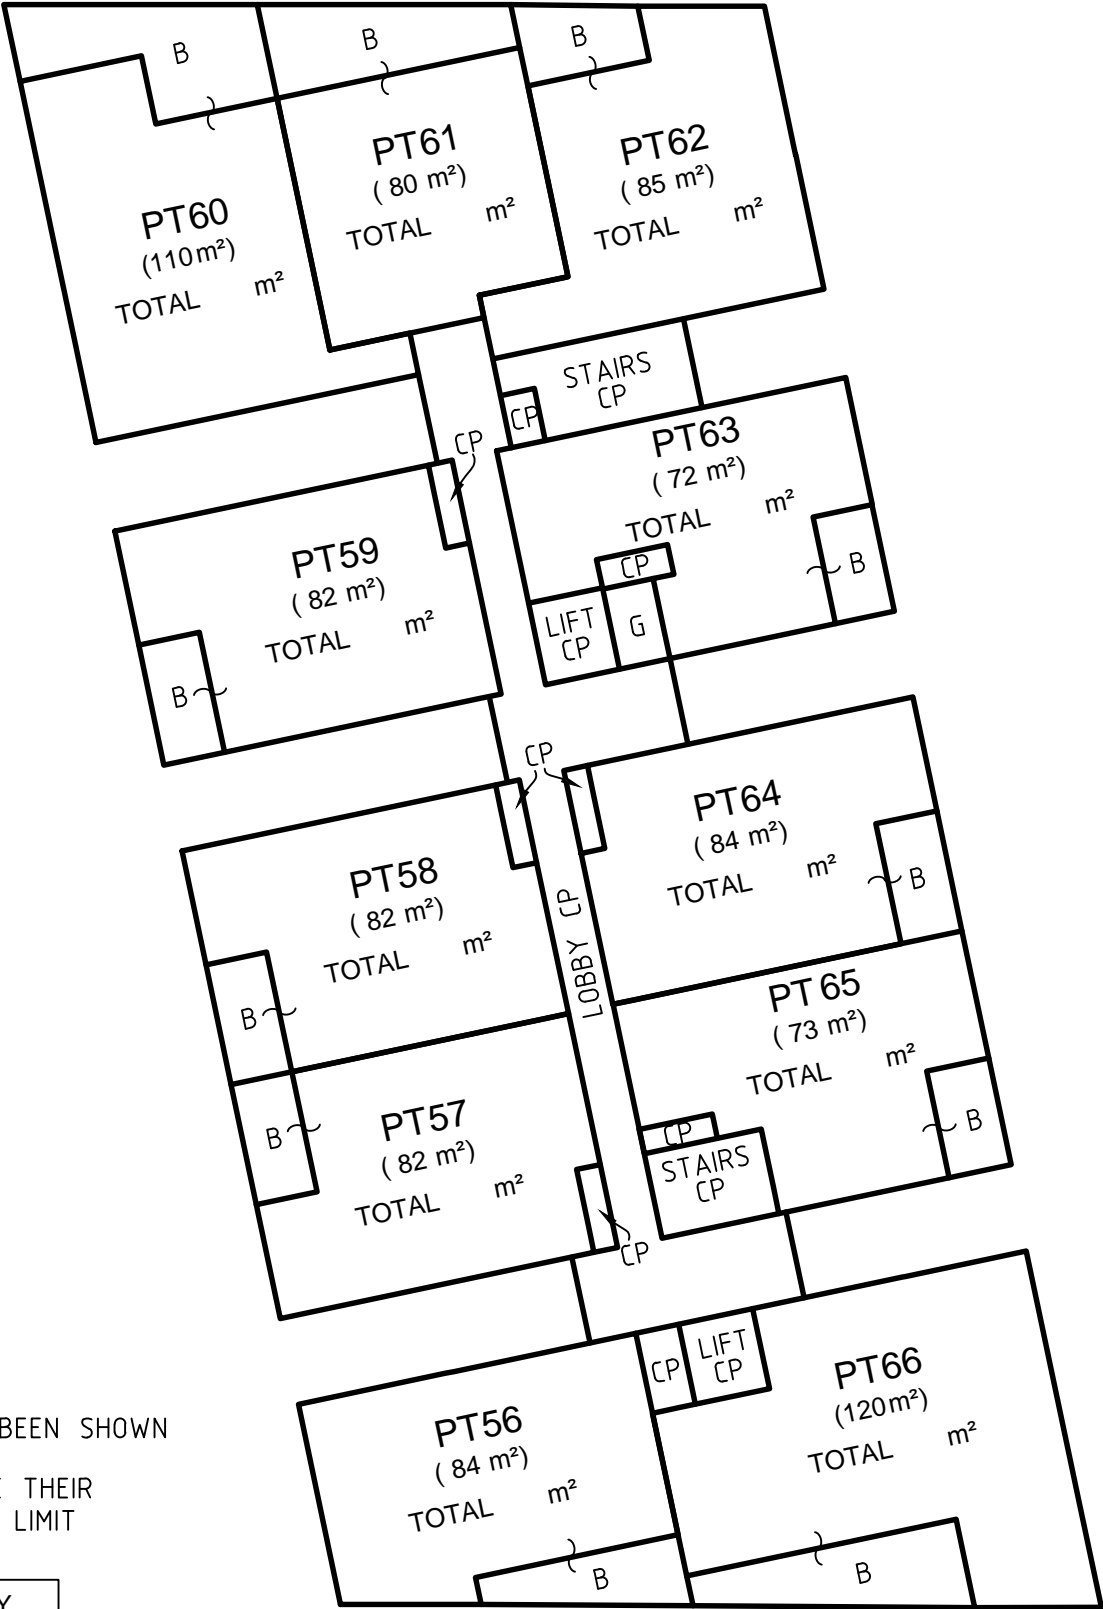 B
B
B
PT61
( 80 m²)
TOTAL m²
PT62
( 85 m²)
TOTAL m²
PT60
(110m²)
TOTAL m²
STAIRS
CP
CP
CP
PT63
( 72 m²)
TOTAL m²
CP
B
LIFT
CP
G
PT59
( 82 m²)
TOTAL m²
B
CP
PT64
( 84 m²)
TOTAL m²
B
PT58
( 82 m²)
TOTAL m²
B
LOBBY CP
PT 65
( 73 m²)
TOTAL m²
B
CP
STAIRS
CP
PT57
( 82 m²)
TOTAL m²
B
CP
CP
LIFT
CP
PT66
(120m²)
TOTAL m²
B
PT56
( 84 m²)
TOTAL m²
B
BEEN SHOWN
THEIR
LIMIT